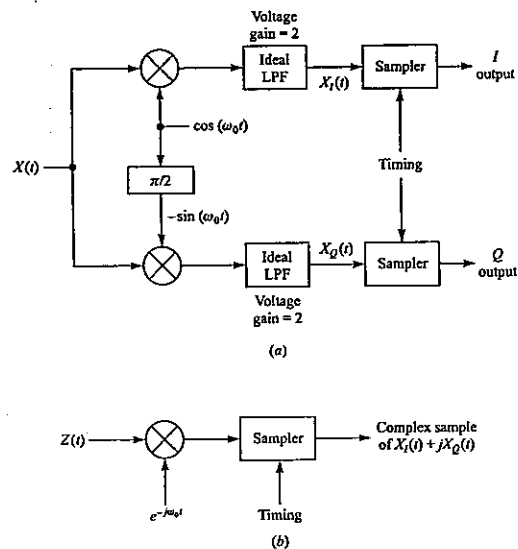 Voltage
gain = 2
Ideal
LPF
X_I(t)
Sampler
I
output
cos (ω₀t)
X(t)
π/2
Timing
-sin (ω₀t)
Ideal
LPF
X_Q(t)
Sampler
Q
output
Voltage
gain = 2
(a)
Z(t)
Sampler
Complex sample
of X_I(t) + jX_Q(t)
e^{-jω₀t}
Timing
(b)